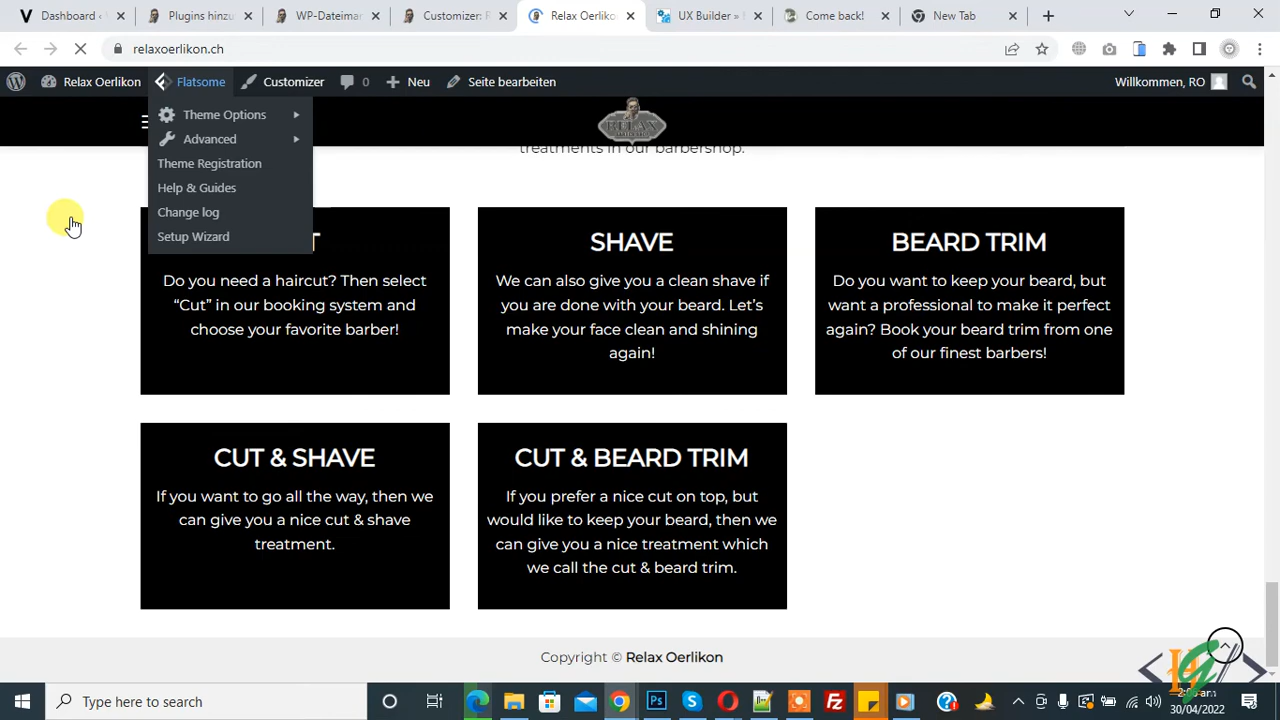 Dashboard ‹
Plugins hinzu
WP-Dateimar
Customizer: F
Relax Oerliko
UX Builder »
Come back!
New Tab
relaxoerlikon.ch
Relax Oerlikon
Flatsome
Customizer
0
Neu
Seite bearbeiten
Willkommen, RO
Theme Options
Advanced
Theme Registration
Help & Guides
Change log
Setup Wizard
RELAX
treatments in our barbershop.
T
Do you need a haircut? Then select
“Cut” in our booking system and
choose your favorite barber!
SHAVE
We can also give you a clean shave if
you are done with your beard. Let’s
make your face clean and shining
again!
BEARD TRIM
Do you want to keep your beard, but
want a professional to make it perfect
again? Book your beard trim from one
of our finest barbers!
CUT & SHAVE
If you want to go all the way, then we
can give you a nice cut & shave
treatment.
CUT & BEARD TRIM
If you prefer a nice cut on top, but
would like to keep your beard, then we
can give you a nice treatment which
we call the cut & beard trim.
Copyright © Relax Oerlikon
Type here to search
30/04/2022